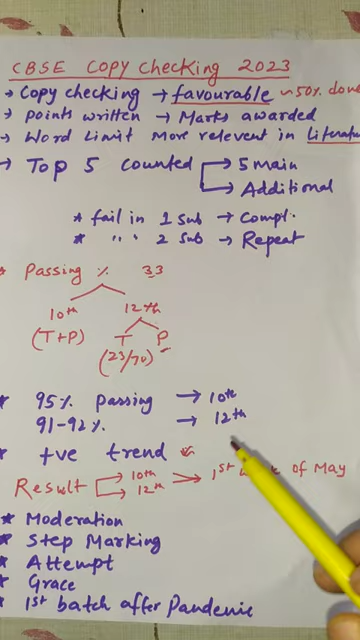 CBSE Copy Checking 2023
→ Copy checking → favourable ~50% done
→ points written → Marks awarded
→ Word Limit More relevent in Literature
→ Top 5 Counted → 5 main
→ Additional
* fail in 1 Sub → Compt.
* " " 2 Sub → Repeat
* Passing % 33
10th 12th
(T+P) T P
(23/70)
* 95% passing → 10th
* 91-92% → 12th
* +ve trend
Result → 10th → 12th → 1st of May
* Moderation
* Step Marking
* Attempt
* Grace
* 1st batch after Pandemic